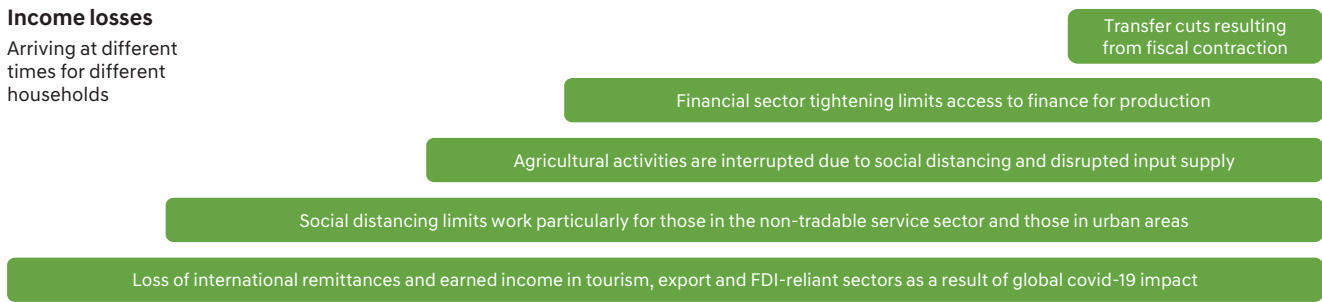 Income losses
Arriving at different
times for different
households
Transfer cuts resulting
from fiscal contraction
Financial sector tightening limits access to finance for production
Agricultural activities are interrupted due to social distancing and disrupted input supply
Social distancing limits work particularly for those in the non-tradable service sector and those in urban areas
Loss of international remittances and earned income in tourism, export and FDI-reliant sectors as a result of global covid-19 impact